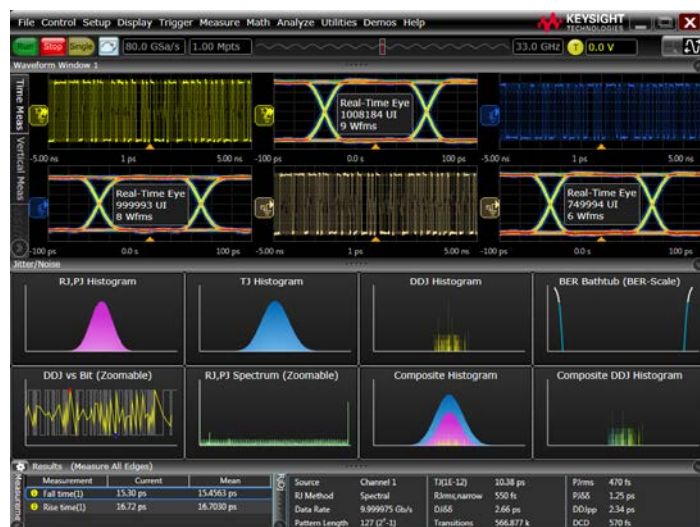 File Control Setup Display Trigger Measure Math Analyze Utilities Demos Help
KEYSIGHT
TECHNOLOGIES
Run Stop Single 80.0 GSa/s 1.00 Mpts 33.0 GHz T 0.0 V
Waveform Window 1
Time Meas
Vertical Meas
Real-Time Eye
1008184 UI
9 Wfms
-5.00 ns 1 ps 5.00 ns -100 ps 0.0 s 100 ps -5.00 ns 1 ps 5.00 ns
Real-Time Eye
999993 UI
8 Wfms
Real-Time Eye
749994 UI
6 Wfms
-100 ps 0.0 s 100 ps -5.00 ns 1 ps 5.00 ns -100 ps 0.0 s 100 ps
Jitter/Noise
RJ,PJ Histogram TJ Histogram DDJ Histogram BER Bathtub (BER-Scale)
DDJ vs Bit (Zoomable) RJ,PJ Spectrum (Zoomable) Composite Histogram Composite DDJ Histogram
Results (Measure All Edges)
Measurement Current Mean
Fall time(1) 15.30 ps 15.4563 ps
Rise time(1) 16.72 ps 16.7030 ps
Source Channel 1 TJ(1E-12) 10.38 ps PJrms 470 fs
RJ Method Spectral RJrms,narrow 550 fs PJδδ 1.25 ps
Data Rate 9.999975 Gb/s DJδδ 2.66 ps DDJpp 2.34 ps
Pattern Length 127 (2⁷-1) Transitions 566.877 k DCD 570 fs